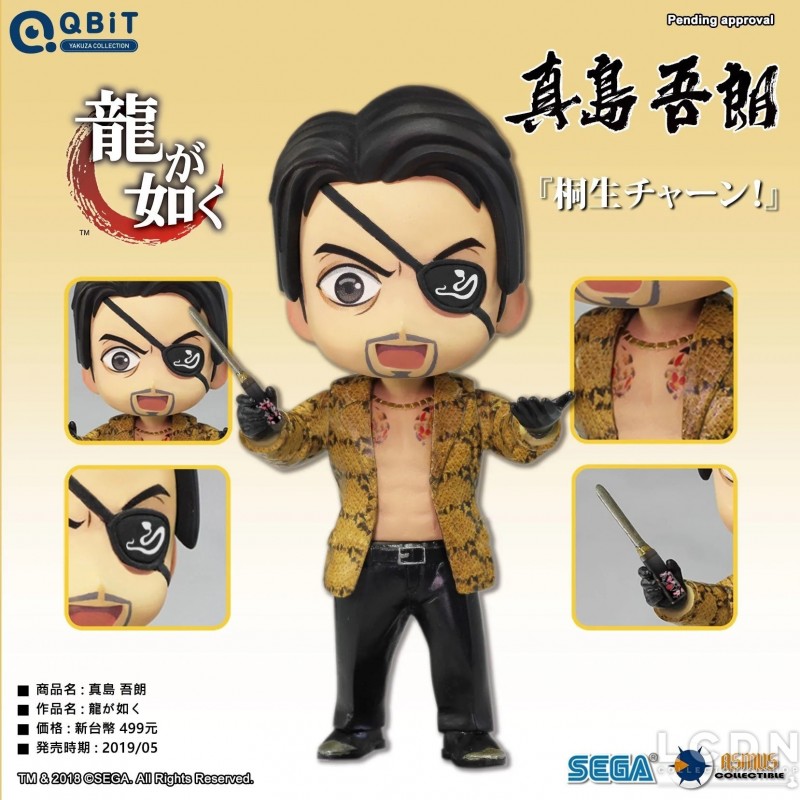 QBiT
YAKUZA COLLECTION
Pending approval
真島吾朗
龍が如く
TM
『桐生チャーン!』
■ 商品名 : 真島 吾朗
■ 作品名 : 龍が如く
■ 価格 : 新台幣 499元
■ 発売時期 : 2019/05
TM & 2018 ©SEGA. All Rights Reserved.
SEGA®
ASMUS
COLLECTIBLE
LCDN